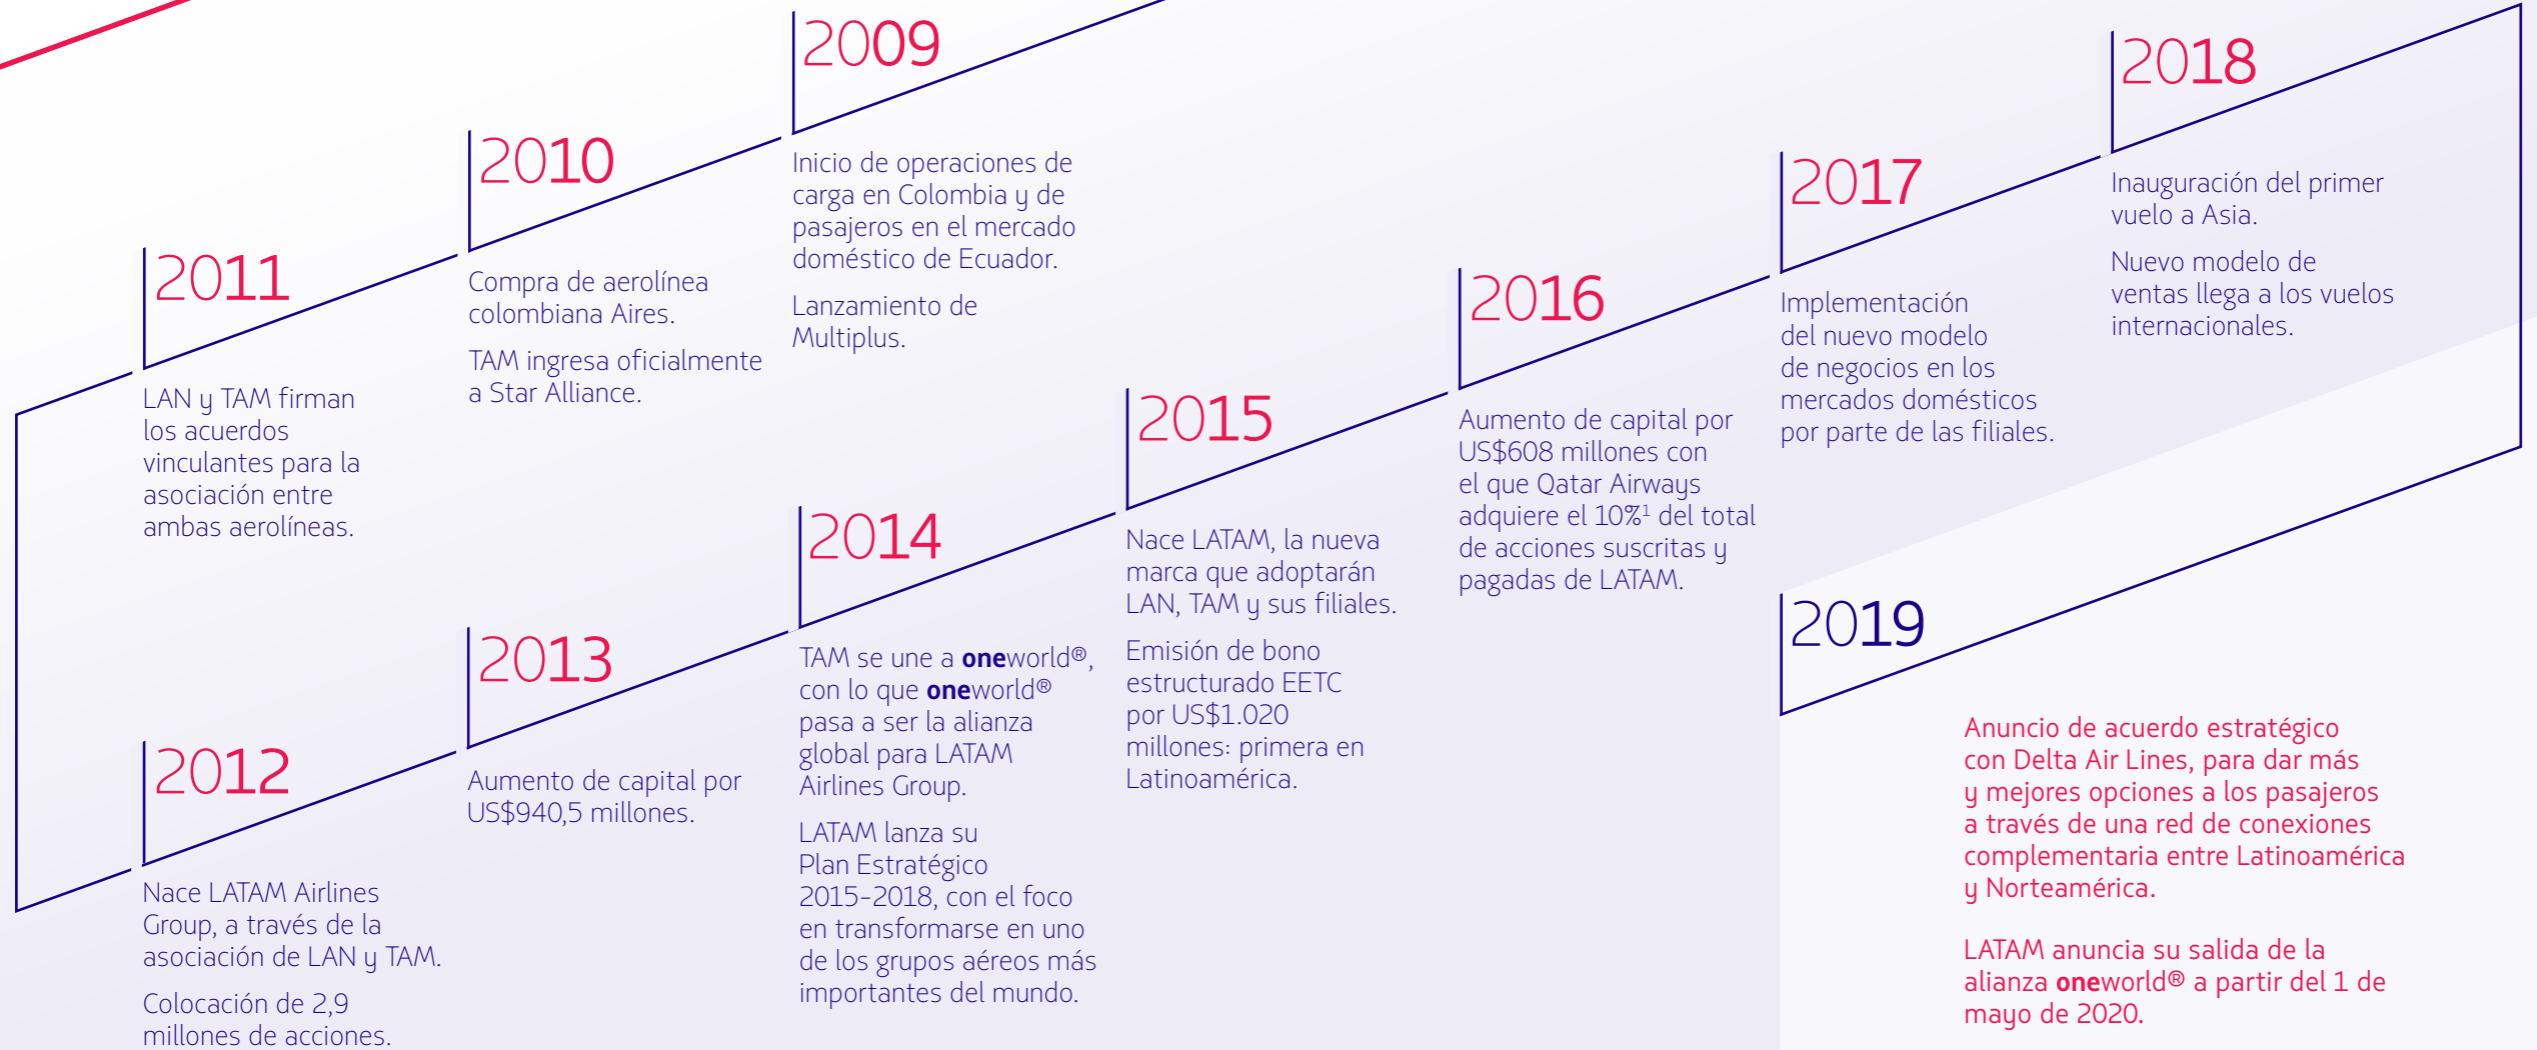 2009
Inicio de operaciones de
carga en Colombia y de
pasajeros en el mercado
doméstico de Ecuador.
Lanzamiento de
Multiplus.
2010
Compra de aerolínea
colombiana Aires.
TAM ingresa oficialmente
a Star Alliance.
2011
LAN y TAM firman
los acuerdos
vinculantes para la
asociación entre
ambas aerolíneas.
2012
Nace LATAM Airlines
Group, a través de la
asociación de LAN y TAM.
Colocación de 2,9
millones de acciones.
2013
Aumento de capital por
US$940,5 millones.
2014
TAM se une a oneworld®,
con lo que oneworld®
pasa a ser la alianza
global para LATAM
Airlines Group.
LATAM lanza su
Plan Estratégico
2015-2018, con el foco
en transformarse en uno
de los grupos aéreos más
importantes del mundo.
2015
Nace LATAM, la nueva
marca que adoptarán
LAN, TAM y sus filiales.
Emisión de bono
estructurado EETC
por US$1.020
millones: primera en
Latinoamérica.
2016
Aumento de capital por
US$608 millones con
el que Qatar Airways
adquiere el 10%¹ del total
de acciones suscritas y
pagadas de LATAM.
2017
Implementación
del nuevo modelo
de negocios en los
mercados domésticos
por parte de las filiales.
2018
Inauguración del primer
vuelo a Asia.
Nuevo modelo de
ventas llega a los vuelos
internacionales.
2019
Anuncio de acuerdo estratégico
con Delta Air Lines, para dar más
y mejores opciones a los pasajeros
a través de una red de conexiones
complementaria entre Latinoamérica
y Norteamérica.
LATAM anuncia su salida de la
alianza oneworld® a partir del 1 de
mayo de 2020.